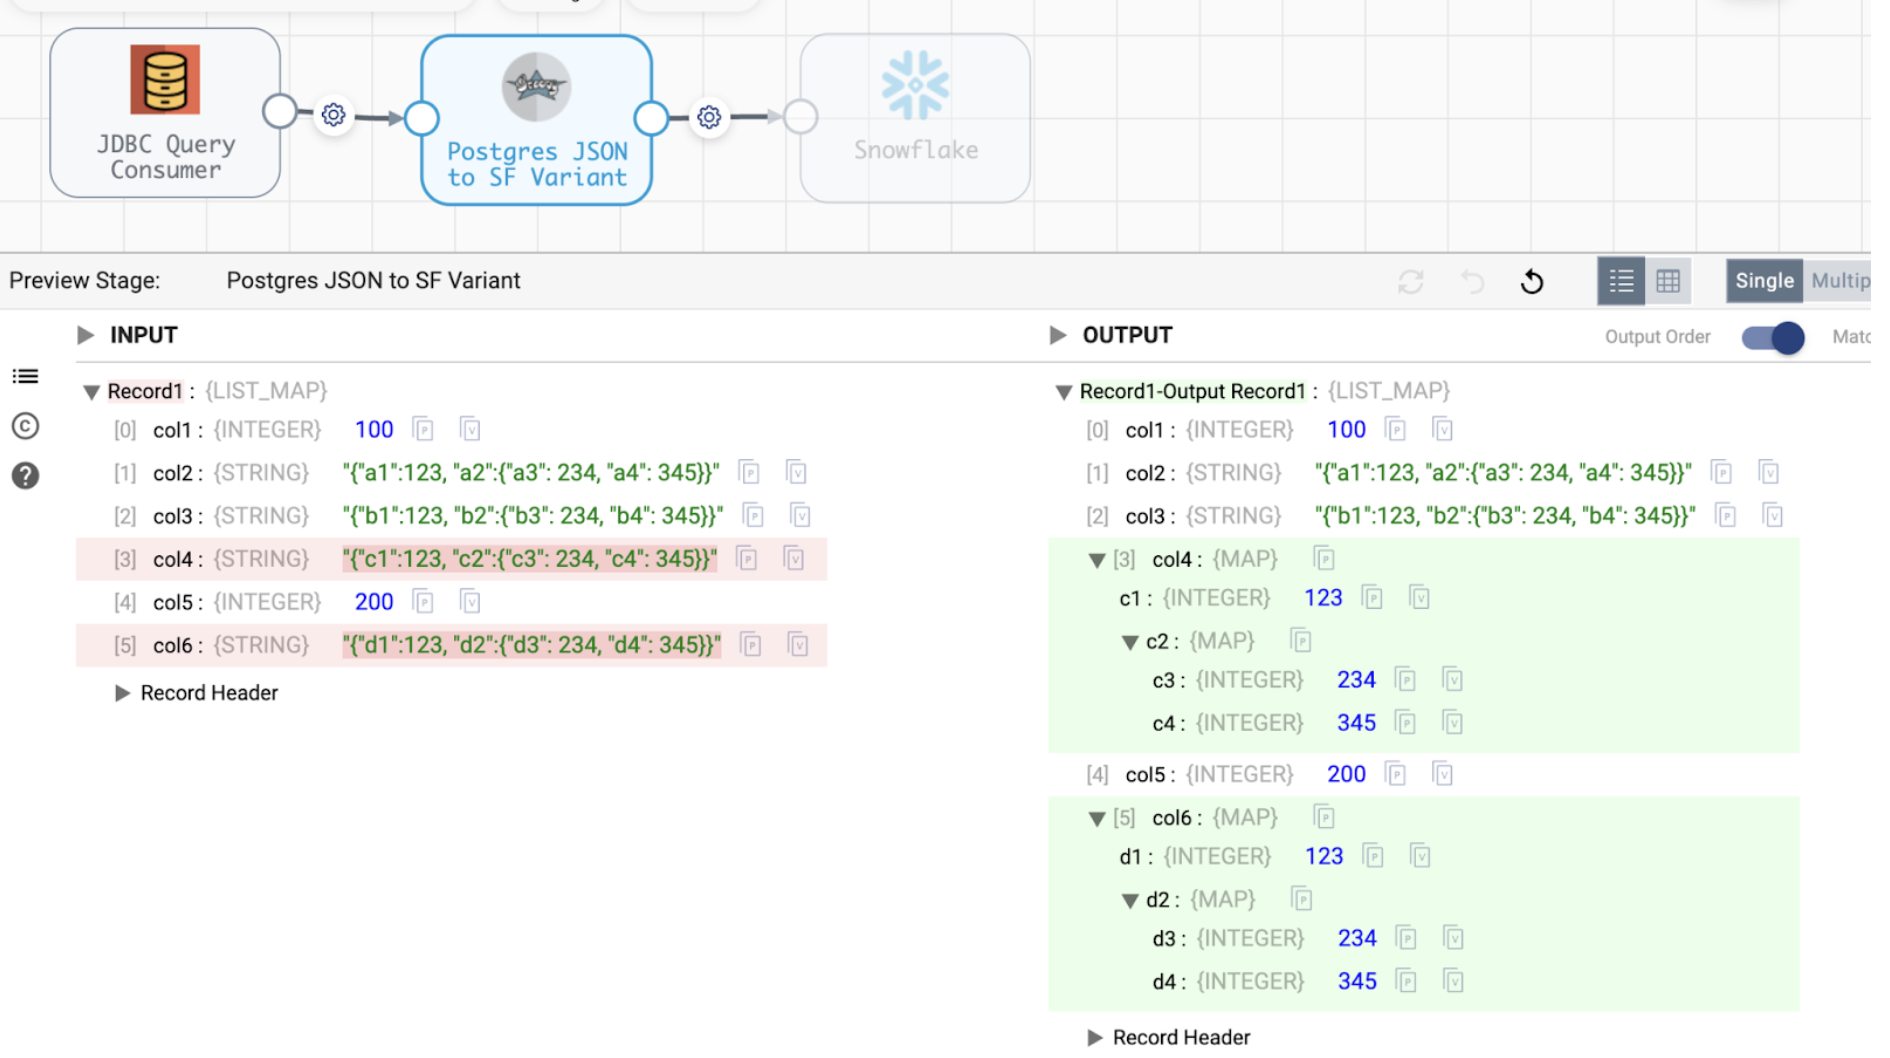 JDBC Query
Consumer
Groovy
Postgres JSON
to SF Variant
Snowflake
Preview Stage: Postgres JSON to SF Variant
Single Multip
INPUT
Record1 : {LIST_MAP}
[0] col1 : {INTEGER} 100
[1] col2 : {STRING} "{"a1":123, "a2":{"a3": 234, "a4": 345}}"
[2] col3 : {STRING} "{"b1":123, "b2":{"b3": 234, "b4": 345}}"
[3] col4 : {STRING} "{"c1":123, "c2":{"c3": 234, "c4": 345}}"
[4] col5 : {INTEGER} 200
[5] col6 : {STRING} "{"d1":123, "d2":{"d3": 234, "d4": 345}}"
Record Header
OUTPUT
Output Order Matc
Record1-Output Record1 : {LIST_MAP}
[0] col1 : {INTEGER} 100
[1] col2 : {STRING} "{"a1":123, "a2":{"a3": 234, "a4": 345}}"
[2] col3 : {STRING} "{"b1":123, "b2":{"b3": 234, "b4": 345}}"
[3] col4 : {MAP}
c1 : {INTEGER} 123
c2 : {MAP}
c3 : {INTEGER} 234
c4 : {INTEGER} 345
[4] col5 : {INTEGER} 200
[5] col6 : {MAP}
d1 : {INTEGER} 123
d2 : {MAP}
d3 : {INTEGER} 234
d4 : {INTEGER} 345
Record Header